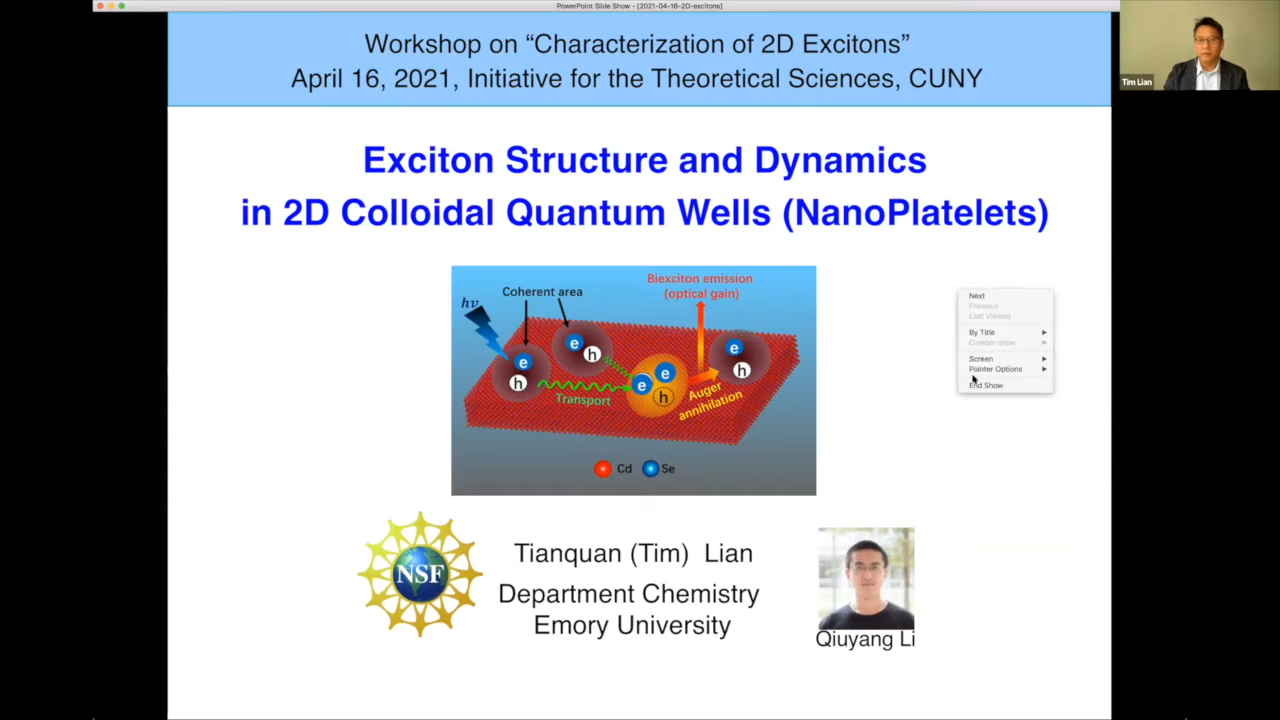 PowerPoint Slide Show - [2021-04-16-2D-excitons]
Workshop on “Characterization of 2D Excitons”
April 16, 2021, Initiative for the Theoretical Sciences, CUNY
Tim Lian
Exciton Structure and Dynamics
in 2D Colloidal Quantum Wells (NanoPlatelets)
hν
Coherent area
Biexciton emission
(optical gain)
e
h
e
h
e
e
h
e
h
Transport
Auger
annihilation
Cd
Se
Next
Previous
Last Viewed
By Title
Custom show
Screen
Pointer Options
End Show
NSF
Tianquan (Tim) Lian
Department Chemistry
Emory University
Qiuyang Li